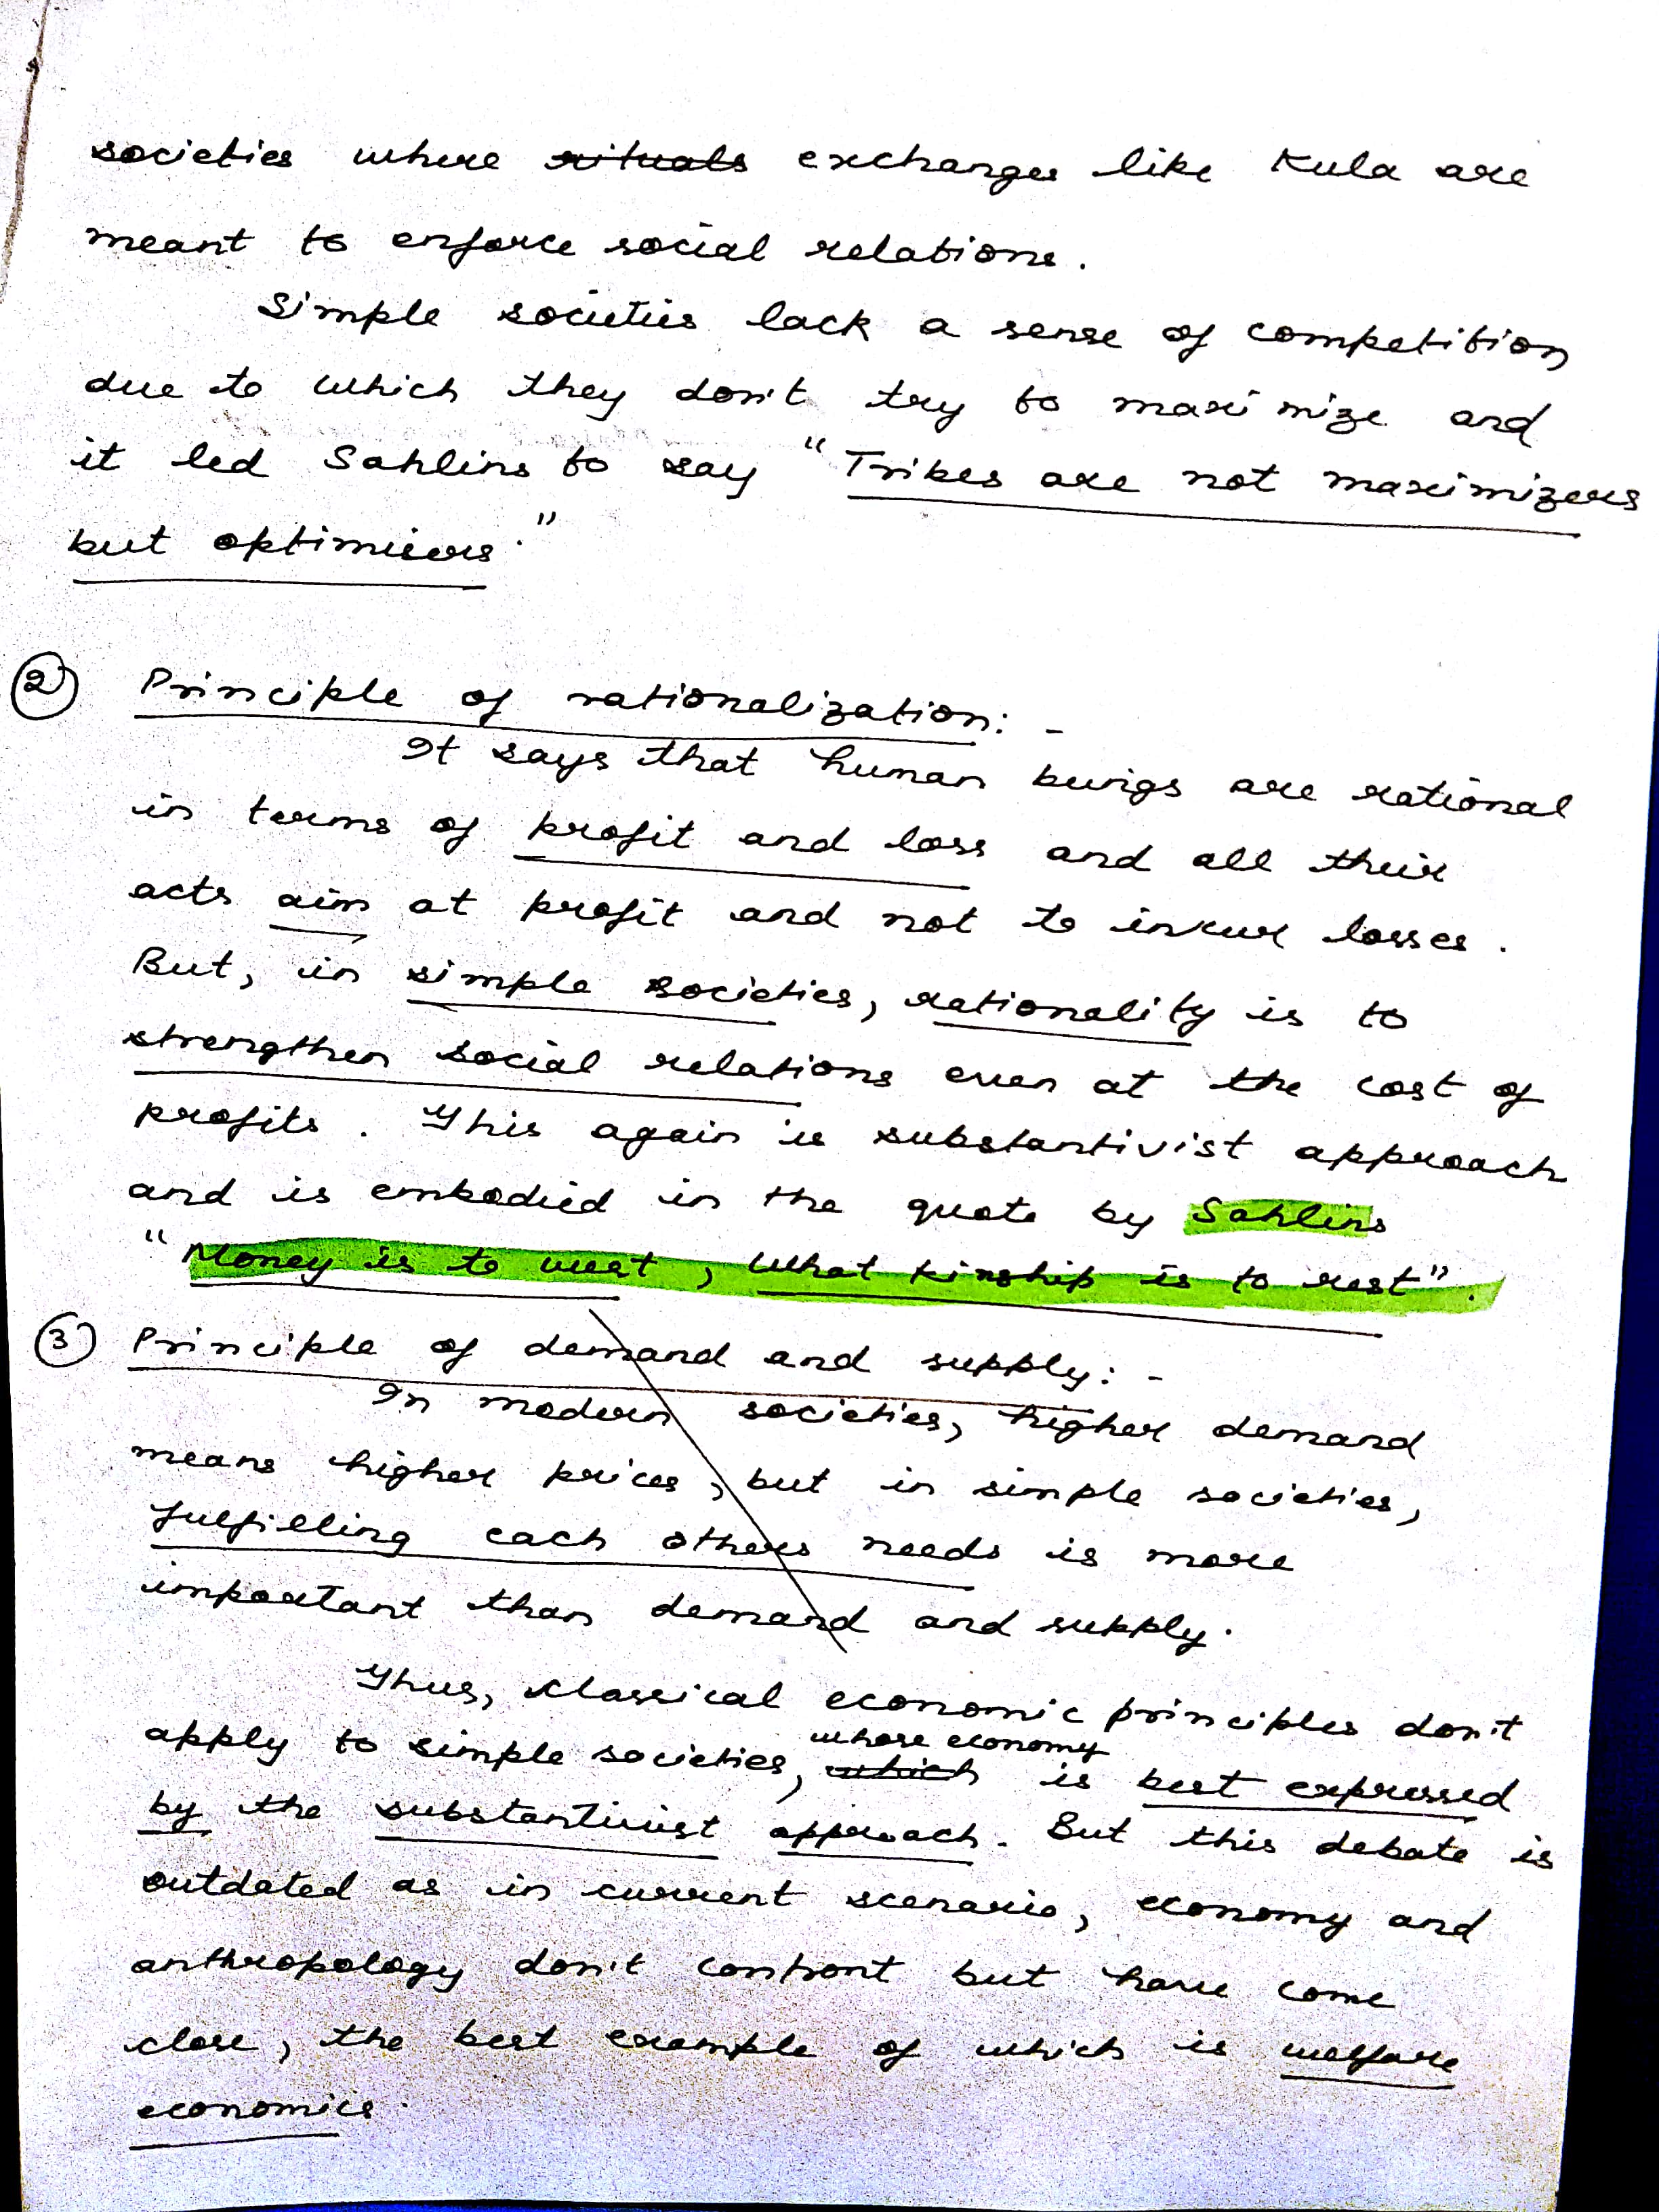 societies where rituals exchanges like Kula are
meant to enforce social relations.
Simple societies lack a sense of competition
due to which they don't try to maximize and
it led Sahlins to say "Tribes are not maximizers
but optimisers."
2 Principle of rationalization:-
It says that human beings are rational
in terms of profit and loss and all their
acts aim at profit and not to incur losses.
But, in simple societies, rationality is to
strengthen social relations even at the cost of
profits. This again is substantivist approach
and is embodied in the quote by Sahlins
"Money is to west, What kinship is to rest".
3 Principle of demand and supply:-
In modern societies, higher demand
means higher prices, but in simple societies,
fulfilling each others needs is more
important than demand and supply.
Thus, classical economic principles don't
whose economy
apply to simple societies, which is best expressed
by the substantivist approach. But this debate is
outdated as in current scenario, economy and
anthropology don't confront but have come
close, the best example of which is welfare
economics.